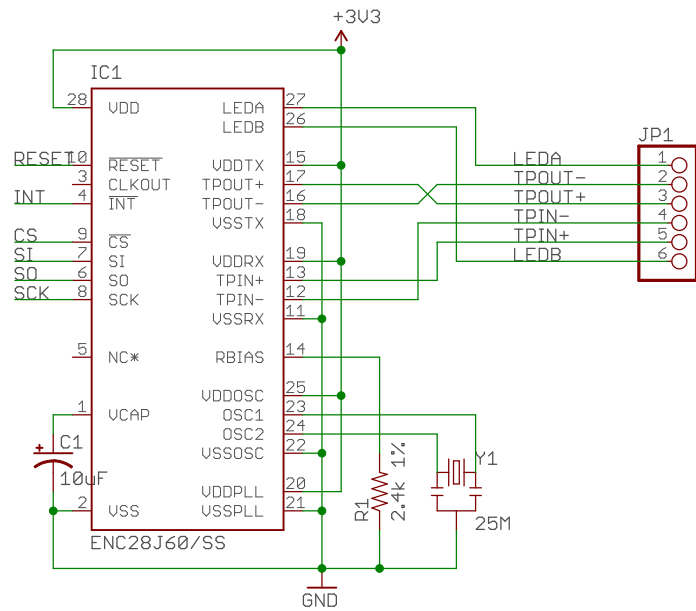 +3V3
IC1
28 VDD LEDA 27
LEDB 26
JP1
RESET 10 RESET VDDTX 15 LEDA 1
3 CLKOUT TPOUT+ 17 TPOUT- 2
INT 4 INT TPOUT- 16 TPOUT+ 3
VSSTX 18 TPIN- 4
CS 9 CS TPIN+ 5
SI 7 SI VDDRX 19 LEDB 6
SO 6 SO TPIN+ 13
SCK 8 SCK TPIN- 12
VSSRX 11
5 NC* RBIAS 14
VDDOSC 25
1 VCAP OSC1 23
OSC2 24
C1 VSSOSC 22 1% Y1
10uF
VDDPLL 20 R1 2.4k
2 VSS VSSPLL 21 25M
ENC28J60/SS
GND